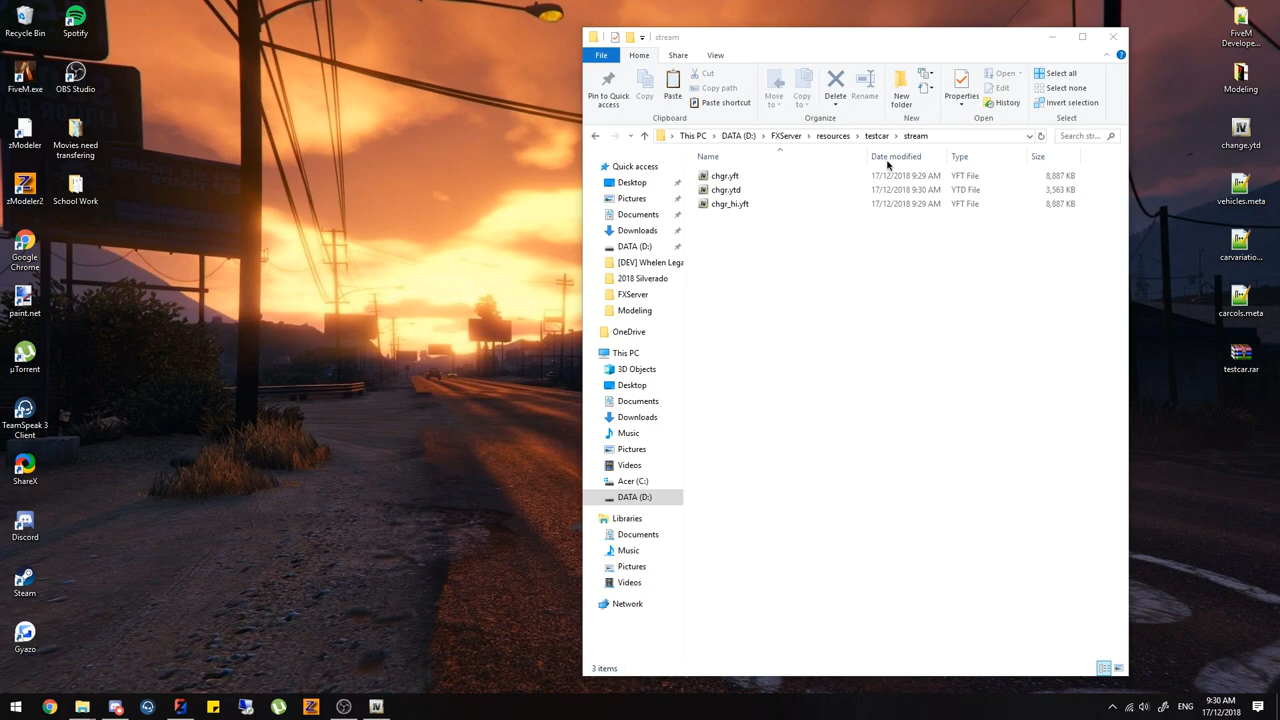 Recycle Bin
Spotify
FiveM.exe
OBS Studio
Movies need transfering
School Work
Google Chrome
paint.net
µTorrent
TeamSpeak 3 Client
ShareX
Discord
Steam
Gyazo
stream
File
Home
Share
View
Pin to Quick access
Copy
Paste
Cut
Copy path
Paste shortcut
Clipboard
Move to
Copy to
Delete
Rename
Organize
New folder
New
Properties
Open
Edit
History
Open
Select all
Select none
Invert selection
Select
This PC > DATA (D:) > FXServer > resources > testcar > stream
Search str...
Name
Date modified
Type
Size
chgr.yft 17/12/2018 9:29 AM YFT File 8,887 KB
chgr.ytd 17/12/2018 9:30 AM YTD File 3,563 KB
chgr_hi.yft 17/12/2018 9:29 AM YFT File 8,887 KB
Quick access
Desktop
Pictures
Documents
Downloads
DATA (D:)
[DEV] Whelen Lega
2018 Silverado
FXServer
Modeling
OneDrive
This PC
3D Objects
Desktop
Documents
Downloads
Music
Pictures
Videos
Acer (C:)
DATA (D:)
Libraries
Documents
Music
Pictures
Videos
Network
3 items
FiveM Develope...
Modeling
change.ytd
vehicles.meta
carvariatio...
carcols.meta
testcar.rar
ENG
9:30 AM
17/12/2018